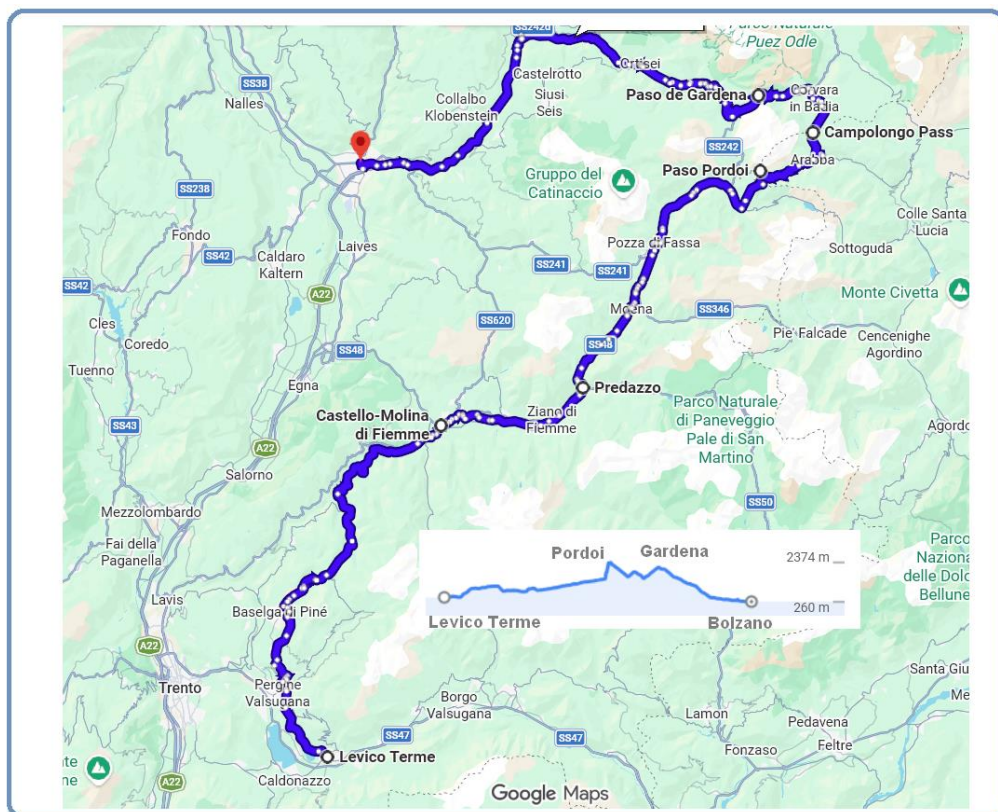 SS242d
Parco Naturale
Puez Odle
SS38
Nalles
Castelrotto
Ortisei
Siusi
Seis
Collalbo
Klobenstein
Paso de Gardena
Corvara
in Badia
Campolongo Pass
SS242
Arabba
Paso Pordoi
SS238
Gruppo del
Catinaccio
Colle Santa
Lucia
Fondo
Laives
SS42
Caldaro
Kaltern
Pozza di Fassa
Sottoguda
SS241
SS241
SS42
A22
Monte Civetta
Cles
Coredo
SS620
Moena
SS346
Pie' Falcade
Cencenighe
Agordino
SS48
SS48
Tuenno
Egna
Predazzo
Castello-Molina
di Fiemme
Ziano di
Fiemme
Parco Naturale
di Paneveggio
Pale di San
Martino
SS43
A22
Agordo
Salorno
Mezzolombardo
SS50
Fai della
Paganella
Parco
Naziona
delle Dolo
Bellune
Pordoi
Gardena
2374 m
260 m
Levico Terme
Bolzano
Lavis
Baselga di Piné
A22
Trento
Pergine
Valsugana
Borgo
Valsugana
Santa Giu
Me
Lamon
Pedavena
Feltre
SS47
SS47
Fonzaso
Levico Terme
Caldonazzo
A22
nte
ne
Google Maps